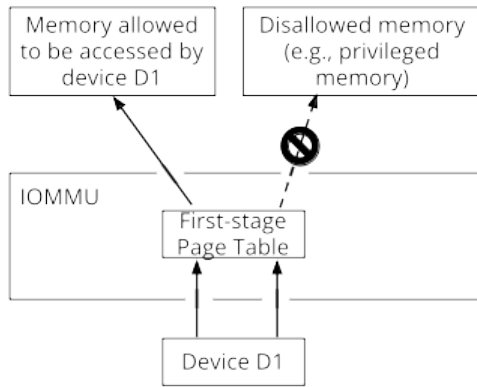 Memory allowed
to be accessed by
device D1
Disallowed memory
(e.g., privileged
memory)
IOMMU
First-stage
Page Table
Device D1